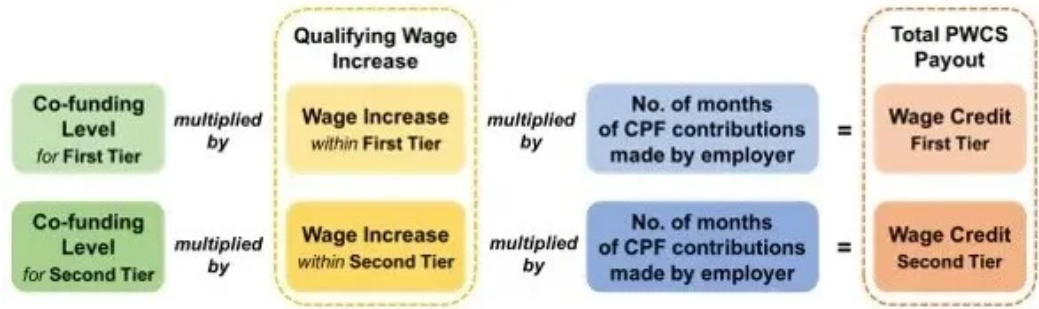 Qualifying Wage
Increase
Total PWCS
Payout
Co-funding
Level
for First Tier
multiplied
by
Wage Increase
within First Tier
multiplied
by
No. of months
of CPF contributions
made by employer
=
Wage Credit
First Tier
Co-funding
Level
for Second Tier
multiplied
by
Wage Increase
within Second Tier
multiplied
by
No. of months
of CPF contributions
made by employer
=
Wage Credit
Second Tier